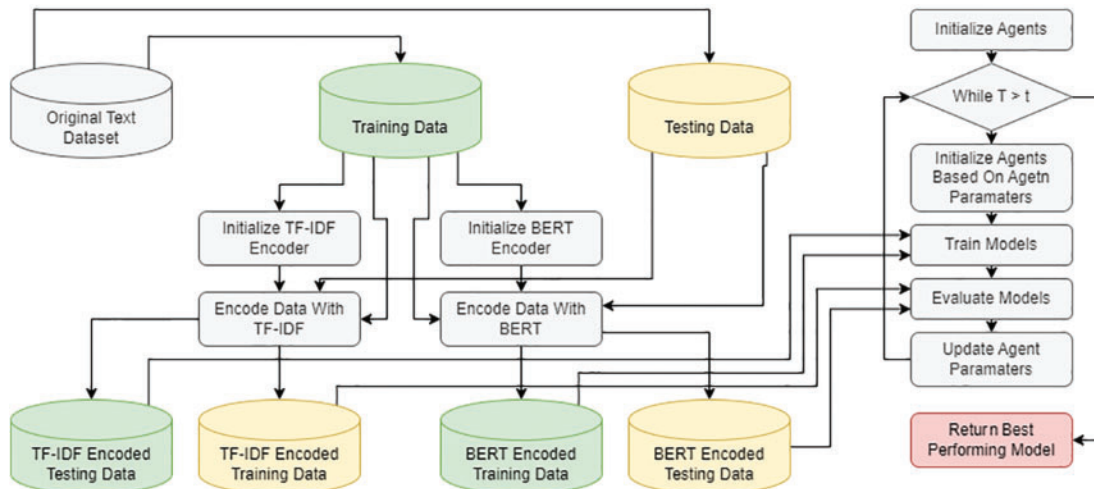 Original Text
Dataset
Training Data
Testing Data
Initialize TF-IDF
Encoder
Initialize BERT
Encoder
Encode Data With
TF-IDF
Encode Data With
BERT
TF-IDF Encoded
Testing Data
TF-IDF Encoded
Training Data
BERT Encoded
Training Data
BERT Encoded
Testing Data
Initialize Agents
While T > t
Initialize Agents
Based On Agetn
Paramaters
Train Models
Evaluate Models
Update Agent
Paramaters
Return Best
Performing Model